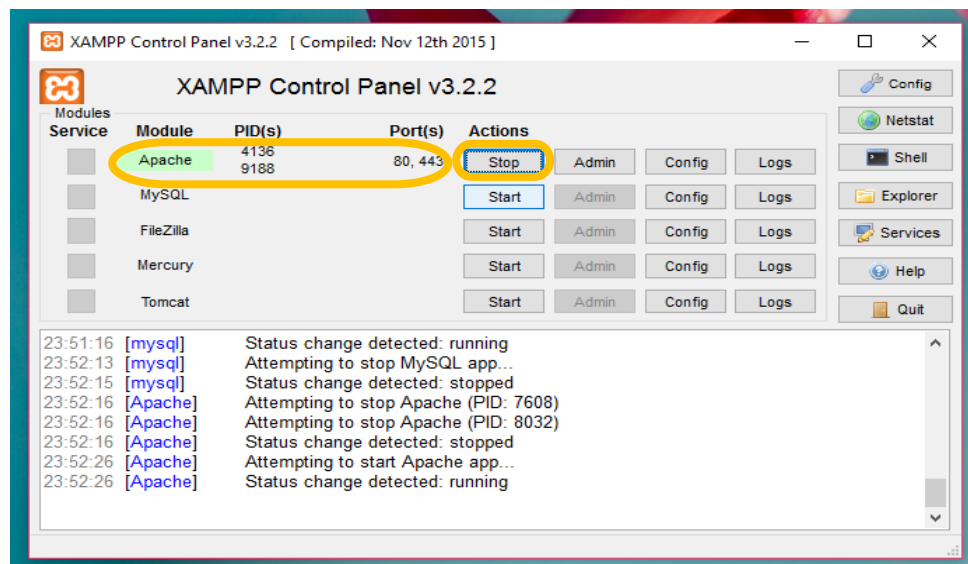 XAMPP Control Panel v3.2.2 [ Compiled: Nov 12th 2015 ]
XAMPP Control Panel v3.2.2
Config
Modules
Service Module PID(s) Port(s) Actions
Netstat
Apache 4136 9188 80, 443 Stop Admin Config Logs
Shell
MySQL Start Admin Config Logs
Explorer
FileZilla Start Admin Config Logs
Services
Mercury Start Admin Config Logs
Help
Tomcat Start Admin Config Logs
Quit
23:51:16 [mysql] Status change detected: running
23:52:13 [mysql] Attempting to stop MySQL app...
23:52:15 [mysql] Status change detected: stopped
23:52:16 [Apache] Attempting to stop Apache (PID: 7608)
23:52:16 [Apache] Attempting to stop Apache (PID: 8032)
23:52:16 [Apache] Status change detected: stopped
23:52:26 [Apache] Attempting to start Apache app...
23:52:26 [Apache] Status change detected: running